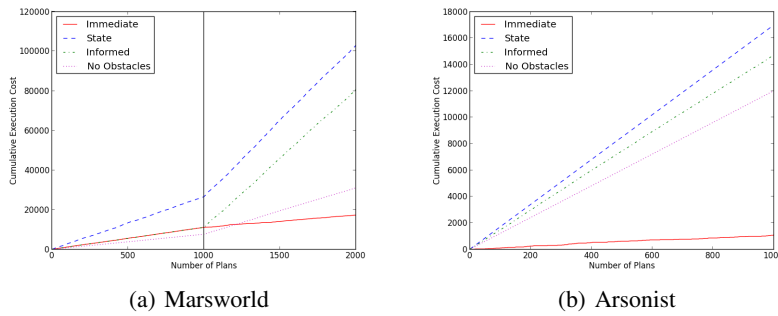 120000
100000
80000
60000
40000
20000
0
0
500
1000
1500
2000
Cumulative Execution Cost
Number of Plans
Immediate
State
Informed
No Obstacles
(a) Marsworld
18000
16000
14000
12000
10000
8000
6000
4000
2000
0
0
200
400
600
800
100
Cumulative Execution Cost
Number of Plans
Immediate
State
Informed
No Obstacles
(b) Arsonist